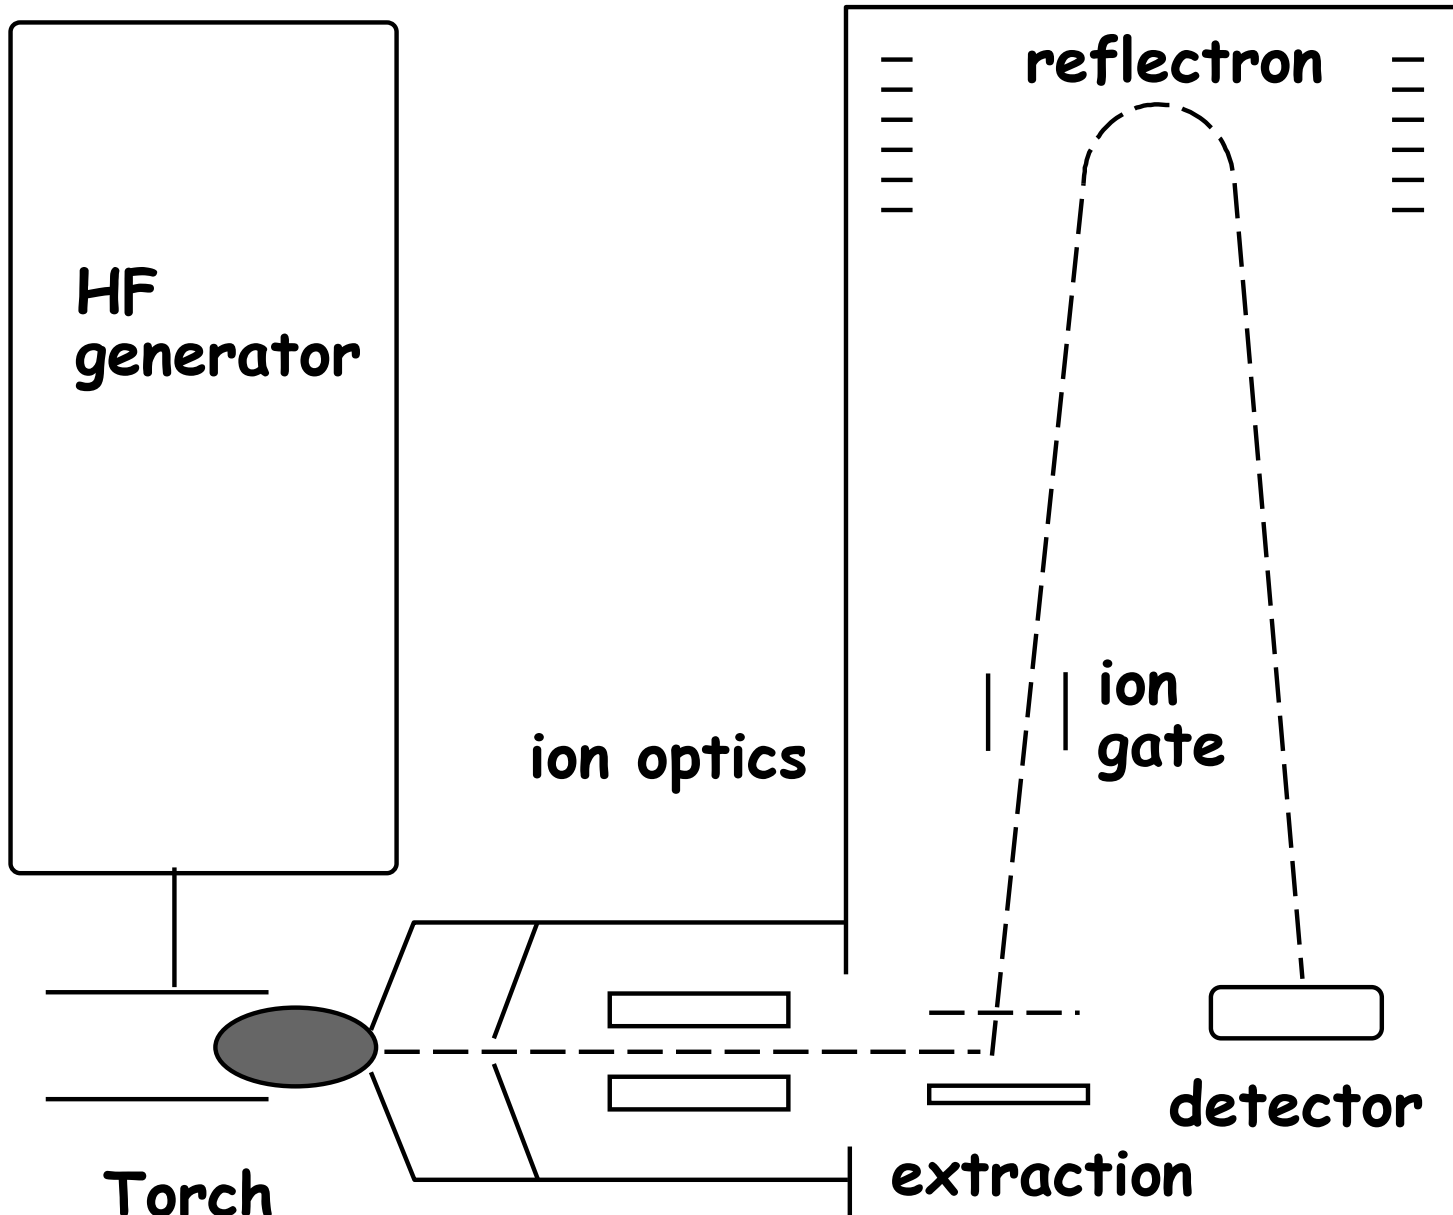 reflectron
HF
generator
ion
gate
ion optics
detector
extraction
Torch